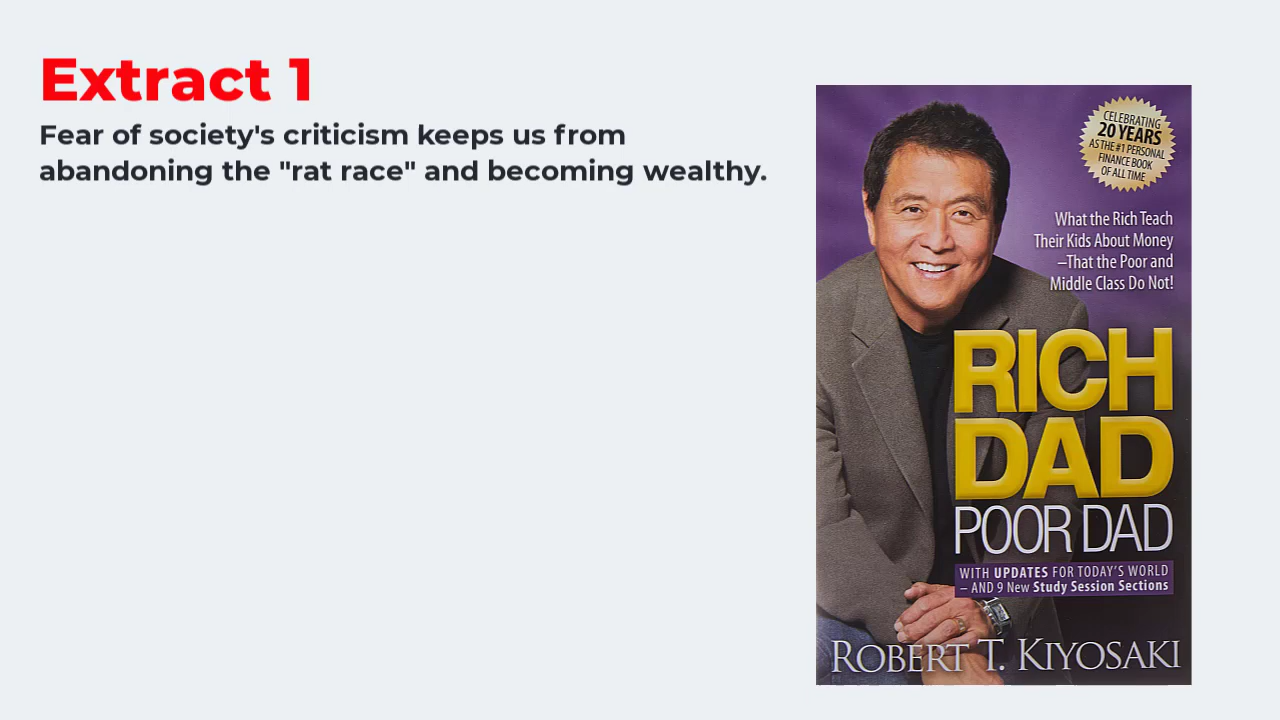 Extract 1
Fear of society's criticism keeps us from
abandoning the "rat race" and becoming wealthy.
CELEBRATING
20 YEARS
AS THE #1 PERSONAL
FINANCE BOOK
OF ALL TIME
What the Rich Teach
Their Kids About Money
–That the Poor and
Middle Class Do Not!
RICH
DAD
POOR DAD
WITH UPDATES FOR TODAY'S WORLD
– AND 9 New Study Session Sections
ROBERT T. KIYOSAKI